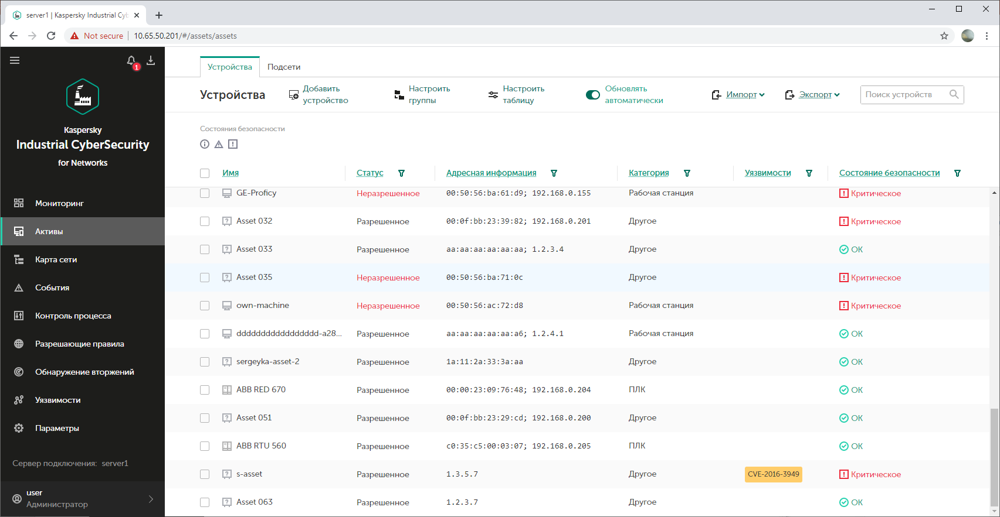 server1 | Kaspersky Industrial Cyb
Not secure
10.65.50.201/#/assets/assets
1
Kaspersky
Industrial CyberSecurity
for Networks
Мониторинг
Активы
Карта сети
События
Контроль процесса
Разрешающие правила
Обнаружение вторжений
Уязвимости
Параметры
Сервер подключения: server1
user
Администратор
Устройства
Подсети
Устройства
Добавить
устройство
Настроить
группы
Настроить
таблицу
Обновлять
автоматически
Импорт
Экспорт
Поиск устройств
Состояния безопасности
Имя Статус Адресная информация Категория Уязвимости Состояние безопасности
GE-Proficy Неразрешенное 00:50:56:ba:61:d9; 192.168.0.155 Рабочая станция Критическое
Asset 032 Разрешенное 00:0f:bb:23:39:82; 192.168.0.201 Другое Критическое
Asset 033 Разрешенное aa:aa:aa:aa:aa:aa; 1.2.3.4 Другое OK
Asset 035 Неразрешенное 00:50:56:ba:71:0c Другое Критическое
own-machine Неразрешенное 00:50:56:ac:72:d8 Рабочая станция Критическое
ddddddddddddddddd-a28... Разрешенное aa:aa:aa:aa:aa:a6; 1.2.4.1 Рабочая станция OK
sergeyka-asset-2 Разрешенное 1a:11:2a:33:3a:aa Другое OK
ABB RED 670 Разрешенное 00:00:23:09:76:48; 192.168.0.204 ПЛК OK
Asset 051 Разрешенное 00:0f:bb:23:29:cd; 192.168.0.200 Другое OK
ABB RTU 560 Разрешенное c0:35:c5:00:03:07; 192.168.0.205 ПЛК OK
s-asset Разрешенное 1.3.5.7 Другое CVE-2016-3949 Критическое
Asset 063 Разрешенное 1.2.3.7 Другое OK